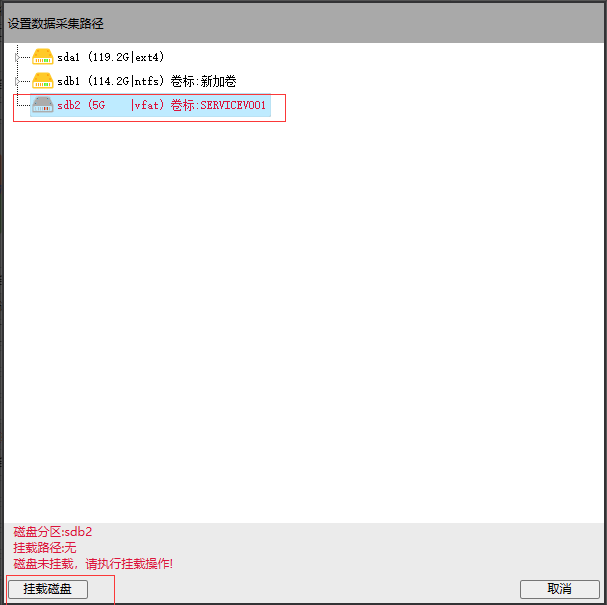 设置数据采集路径
sda1 (119.2G|ext4)
sdb1 (114.2G|ntfs) 卷标:新加卷
sdb2 (5G    |vfat) 卷标:SERVICEV001
磁盘分区:sdb2
挂载路径:无
磁盘未挂载，请执行挂载操作!
挂载磁盘
取消